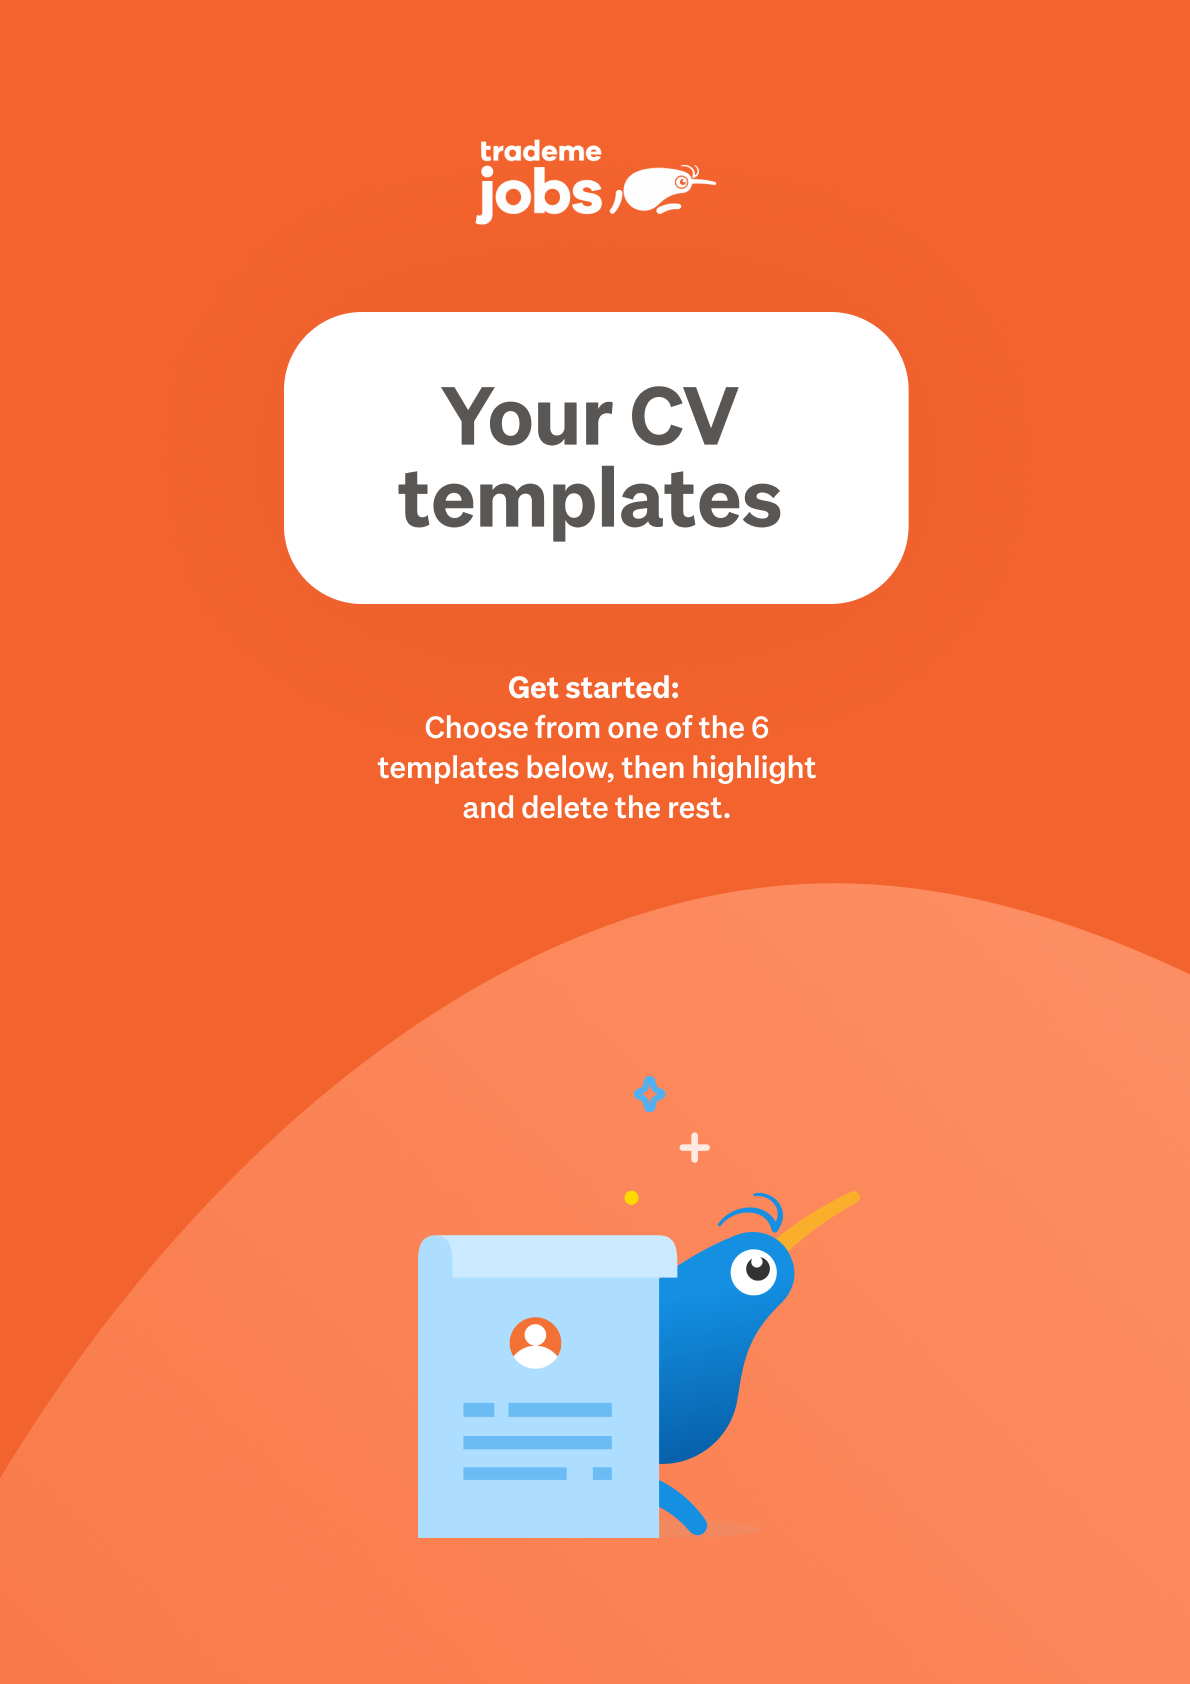 trademe
jobs
Your CV
templates
Get started:
Choose from one of the 6
templates below, then highlight
and delete the rest.